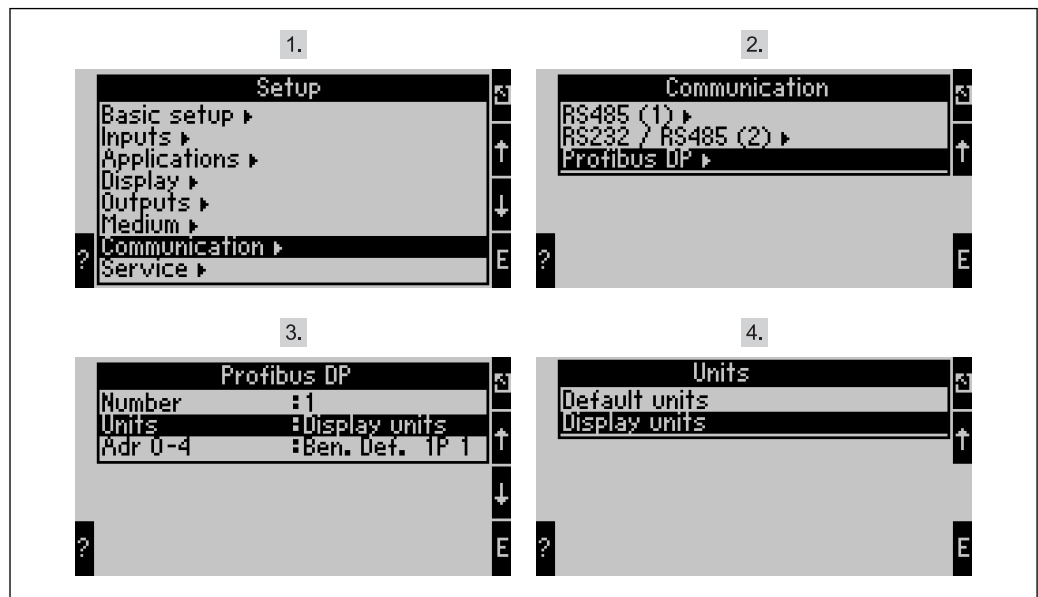 1.
Setup
Basic setup ▸
Inputs ▸
Applications ▸
Display ▸
Outputs ▸
Medium ▸
Communication ▸
Service ▸
?
↑
↓
E
2.
Communication
RS485 (1) ▸
RS232 / RS485 (2) ▸
Profibus DP ▸
?
↑
E
3.
Profibus DP
Number :1
Units :Display units
Adr 0-4 :Ben. Def. 1P 1
?
↑
↓
E
4.
Units
Default units
Display units
?
↑
E